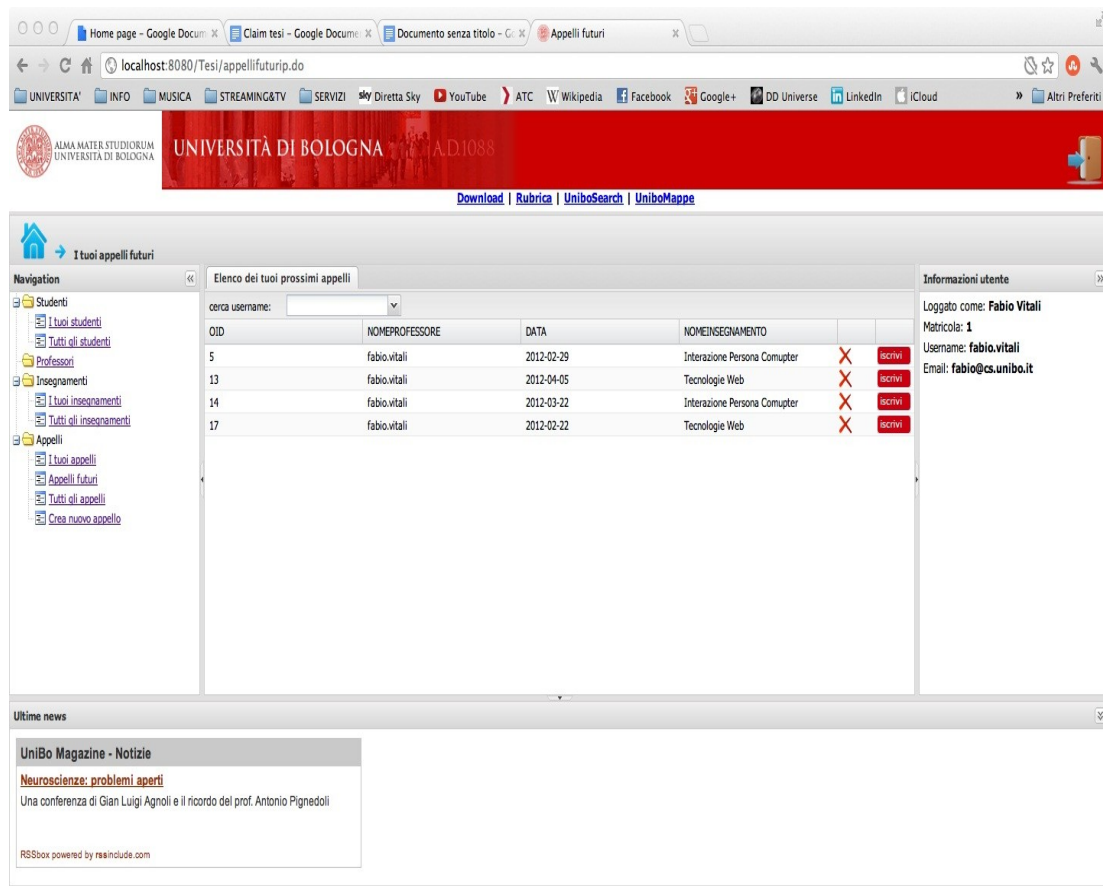 Home page - Google Docum
Claim tesi - Google Docume
Documento senza titolo - Go
Appelli futuri
localhost:8080/Tesi/appellifuturip.do
UNIVERSITA' INFO MUSICA STREAMING&TV SERVIZI sky Diretta Sky YouTube ATC W Wikipedia Facebook Google+ DD Universe LinkedIn iCloud » Altri Preferiti
ALMA MATER STUDIORUM
UNIVERSITÀ DI BOLOGNA
UNIVERSITÀ DI BOLOGNA A.D.1088
Download | Rubrica | UniboSearch | UniboMappe
I tuoi appelli futuri
Navigation
Studenti
I tuoi studenti
Tutti gli studenti
Professori
Insegnamenti
I tuoi insegnamenti
Tutti gli insegnamenti
Appelli
I tuoi appelli
Appelli futuri
Tutti gli appelli
Crea nuovo appello
Elenco dei tuoi prossimi appelli
cerca username:
OID NOMEPROFESSORE DATA NOMEINSEGNAMENTO
5 fabio.vitali 2012-02-29 Interazione Persona Comupter iscrivi
13 fabio.vitali 2012-04-05 Tecnologie Web iscrivi
14 fabio.vitali 2012-03-22 Interazione Persona Comupter iscrivi
17 fabio.vitali 2012-02-22 Tecnologie Web iscrivi
Informazioni utente
Loggato come: Fabio Vitali
Matricola: 1
Username: fabio.vitali
Email: fabio@cs.unibo.it
Ultime news
UniBo Magazine - Notizie
Neuroscienze: problemi aperti
Una conferenza di Gian Luigi Agnoli e il ricordo del prof. Antonio Pignedoli
RSSbox powered by rssinclude.com